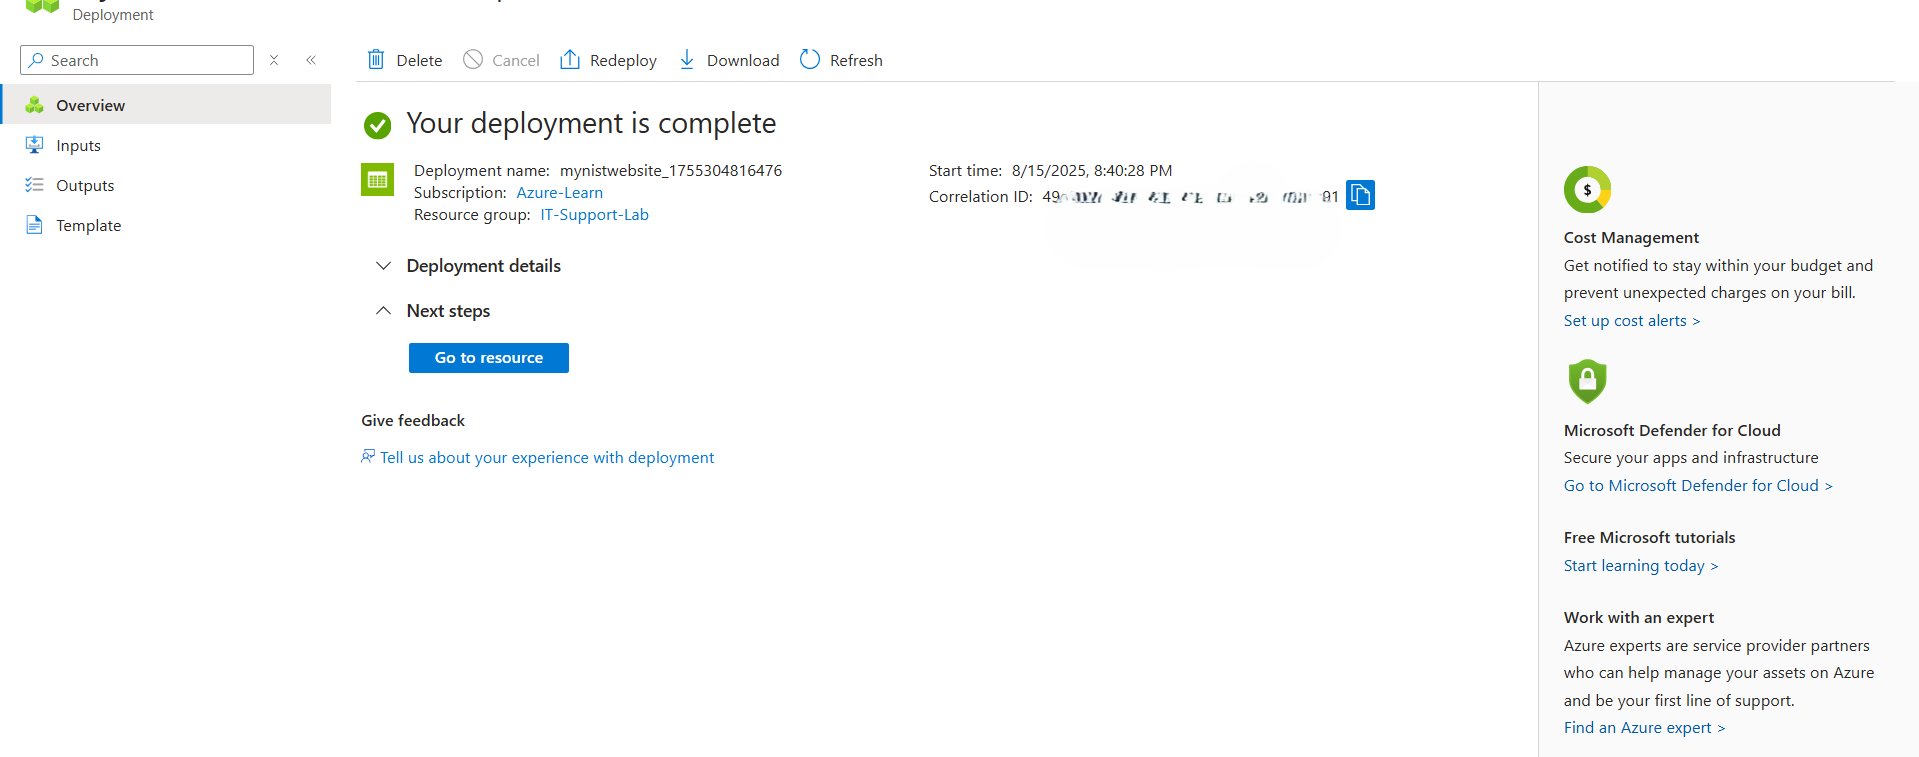 Deployment
Search
Delete
Cancel
Redeploy
Download
Refresh
Overview
Inputs
Outputs
Template
Your deployment is complete
Deployment name: mynistwebsite_1755304816476
Subscription: Azure-Learn
Resource group: IT-Support-Lab
Start time: 8/15/2025, 8:40:28 PM
Correlation ID:
Deployment details
Next steps
Go to resource
Give feedback
Tell us about your experience with deployment
$
Cost Management
Get notified to stay within your budget and
prevent unexpected charges on your bill.
Set up cost alerts >
Microsoft Defender for Cloud
Secure your apps and infrastructure
Go to Microsoft Defender for Cloud >
Free Microsoft tutorials
Start learning today >
Work with an expert
Azure experts are service provider partners
who can help manage your assets on Azure
and be your first line of support.
Find an Azure expert >